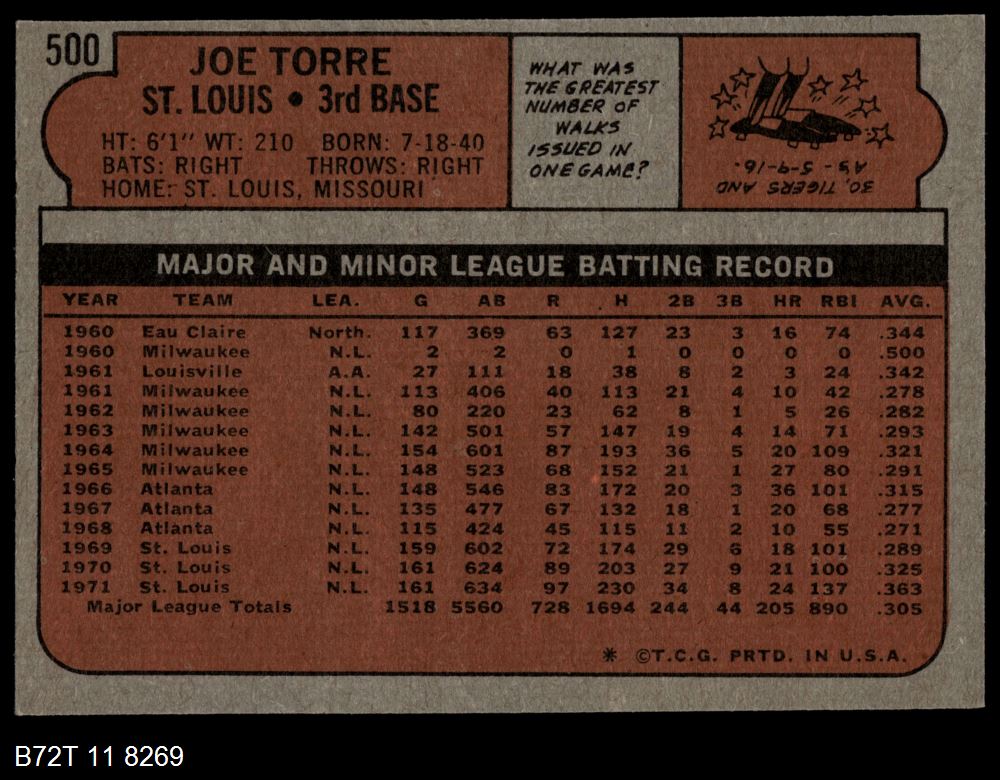 500
JOE TORRE
ST. LOUIS • 3rd BASE
HT: 6'1" WT: 210 BORN: 7-18-40
BATS: RIGHT THROWS: RIGHT
HOME: ST. LOUIS, MISSOURI
WHAT WAS
THE GREATEST
NUMBER OF
WALKS
ISSUED IN
ONE GAME?
30, TIGERS AND
A'S - 5-9-16.
MAJOR AND MINOR LEAGUE BATTING RECORD
YEAR TEAM LEA. G AB R H 2B 3B HR RBI AVG.
1960 Eau Claire North. 117 369 63 127 23 3 16 74 .344
1960 Milwaukee N.L. 2 2 0 1 0 0 0 0 .500
1961 Louisville A.A. 27 111 18 38 8 2 3 24 .342
1961 Milwaukee N.L. 113 406 40 113 21 4 10 42 .278
1962 Milwaukee N.L. 80 220 23 62 8 1 5 26 .282
1963 Milwaukee N.L. 142 501 57 147 19 4 14 71 .293
1964 Milwaukee N.L. 154 601 87 193 36 5 20 109 .321
1965 Milwaukee N.L. 148 523 68 152 21 1 27 80 .291
1966 Atlanta N.L. 148 546 83 172 20 3 36 101 .315
1967 Atlanta N.L. 135 477 67 132 18 1 20 68 .277
1968 Atlanta N.L. 115 424 45 115 11 2 10 55 .271
1969 St. Louis N.L. 159 602 72 174 29 6 18 101 .289
1970 St. Louis N.L. 161 624 89 203 27 9 21 100 .325
1971 St. Louis N.L. 161 634 97 230 34 8 24 137 .363
Major League Totals 1518 5560 728 1694 244 44 205 890 .305
* ©T.C.G. PRTD. IN U.S.A.
B72T 11 8269